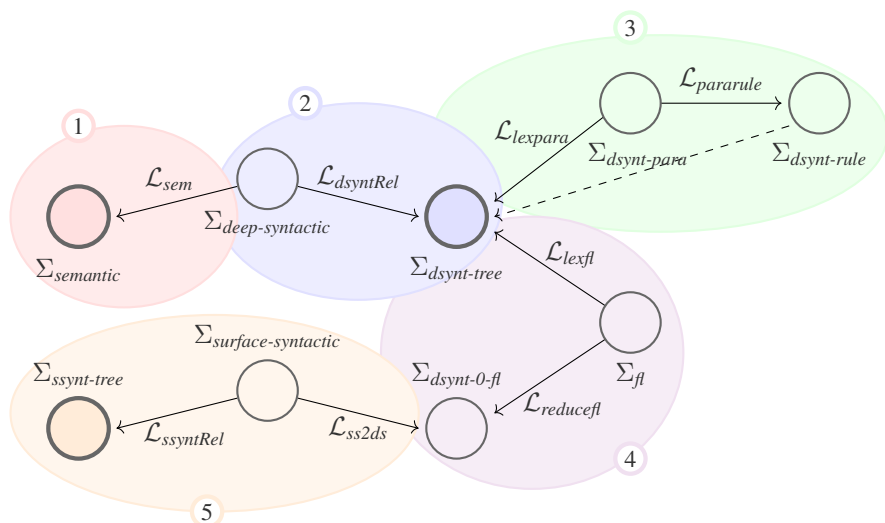 3
2
1
ℒpararule
ℒlexpara
Σdsynt-para
Σdsynt-rule
ℒsem
ℒdsyntRel
Σdeep-syntactic
Σsemantic
Σdsynt-tree
ℒlexfl
Σsurface-syntactic
Σssynt-tree
Σdsynt-0-fl
Σfl
ℒreducefl
ℒssyntRel
ℒss2ds
4
5